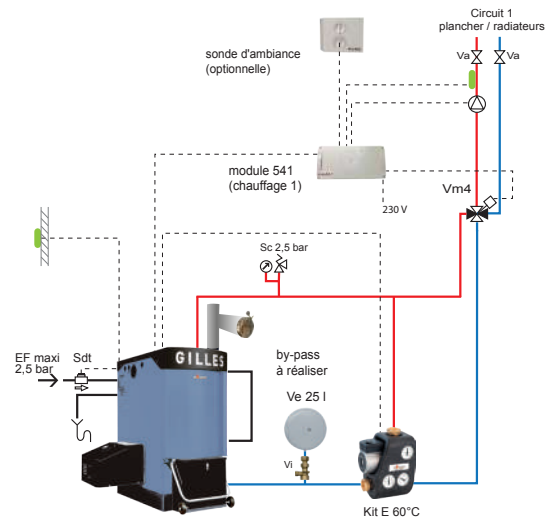 Circuit 1
plancher / radiateurs
Va
Va
sonde d'ambiance
(optionnelle)
module 541
(chauffage 1)
230 V
Vm4
Sc 2,5 bar
GILLES
EF maxi
2,5 bar
Sdt
by-pass
à réaliser
Ve 25 l
Vi
Kit E 60°C